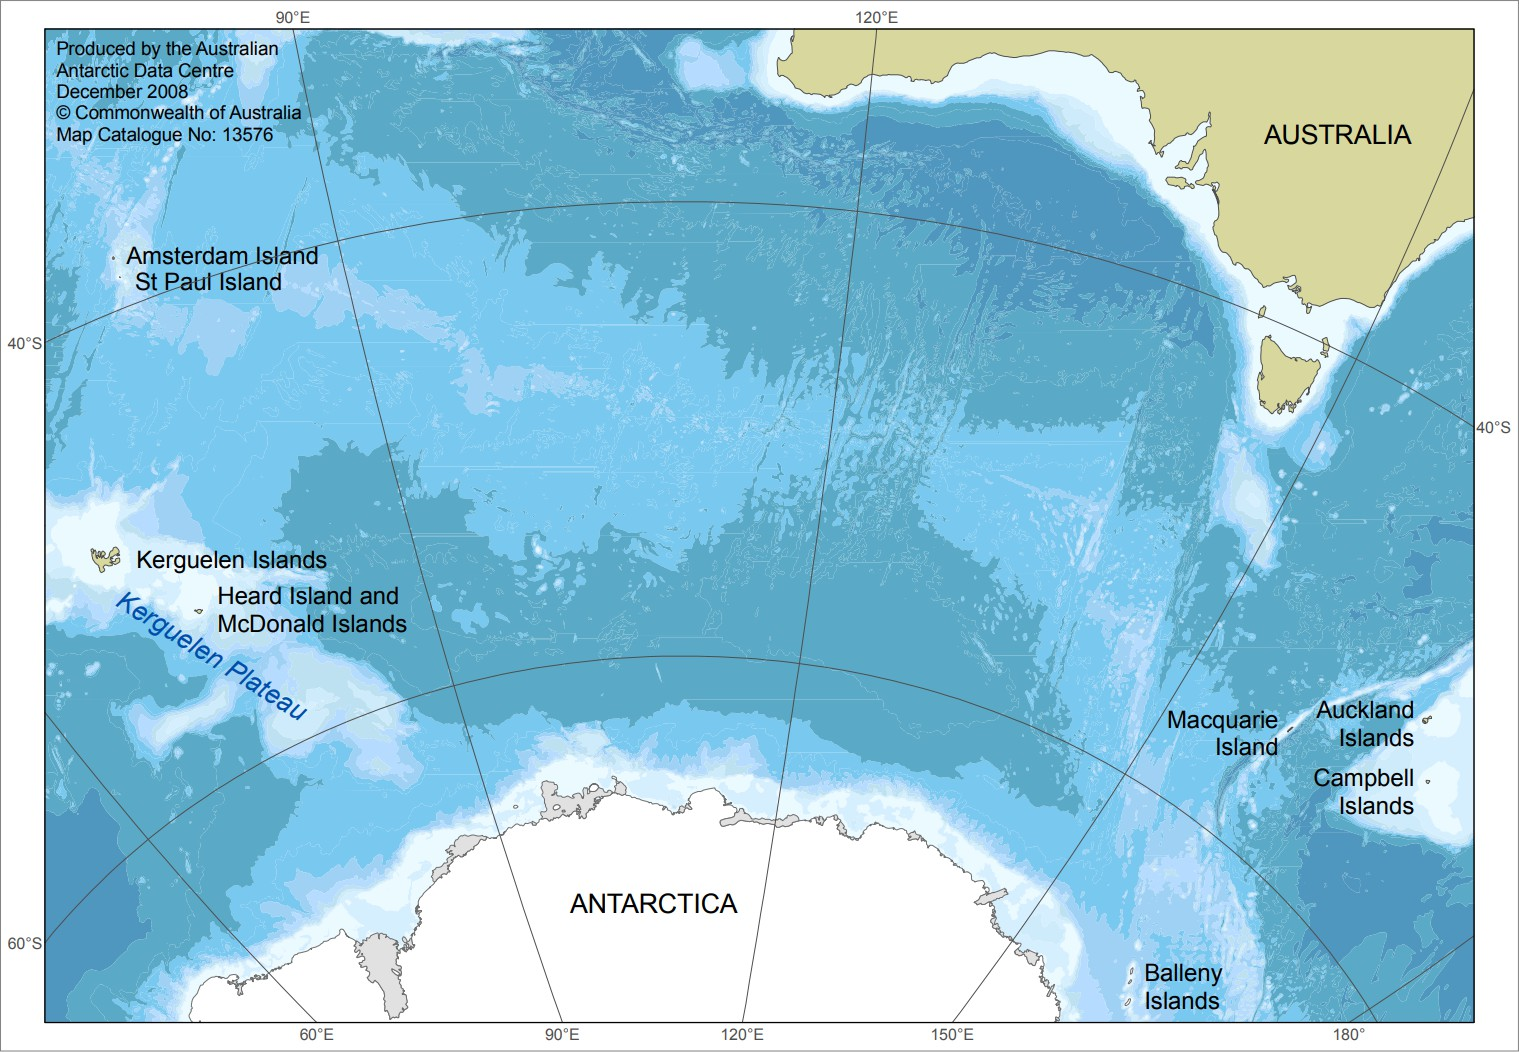 90°E
120°E
Produced by the Australian
Antarctic Data Centre
December 2008
© Commonwealth of Australia
Map Catalogue No: 13576
AUSTRALIA
Amsterdam Island
St Paul Island
40°S
40°S
Kerguelen Islands
Heard Island and
McDonald Islands
Kerguelen Plateau
Macquarie
Island
Auckland
Islands
Campbell
Islands
ANTARCTICA
60°S
Balleny
Islands
60°E
90°E
120°E
150°E
180°